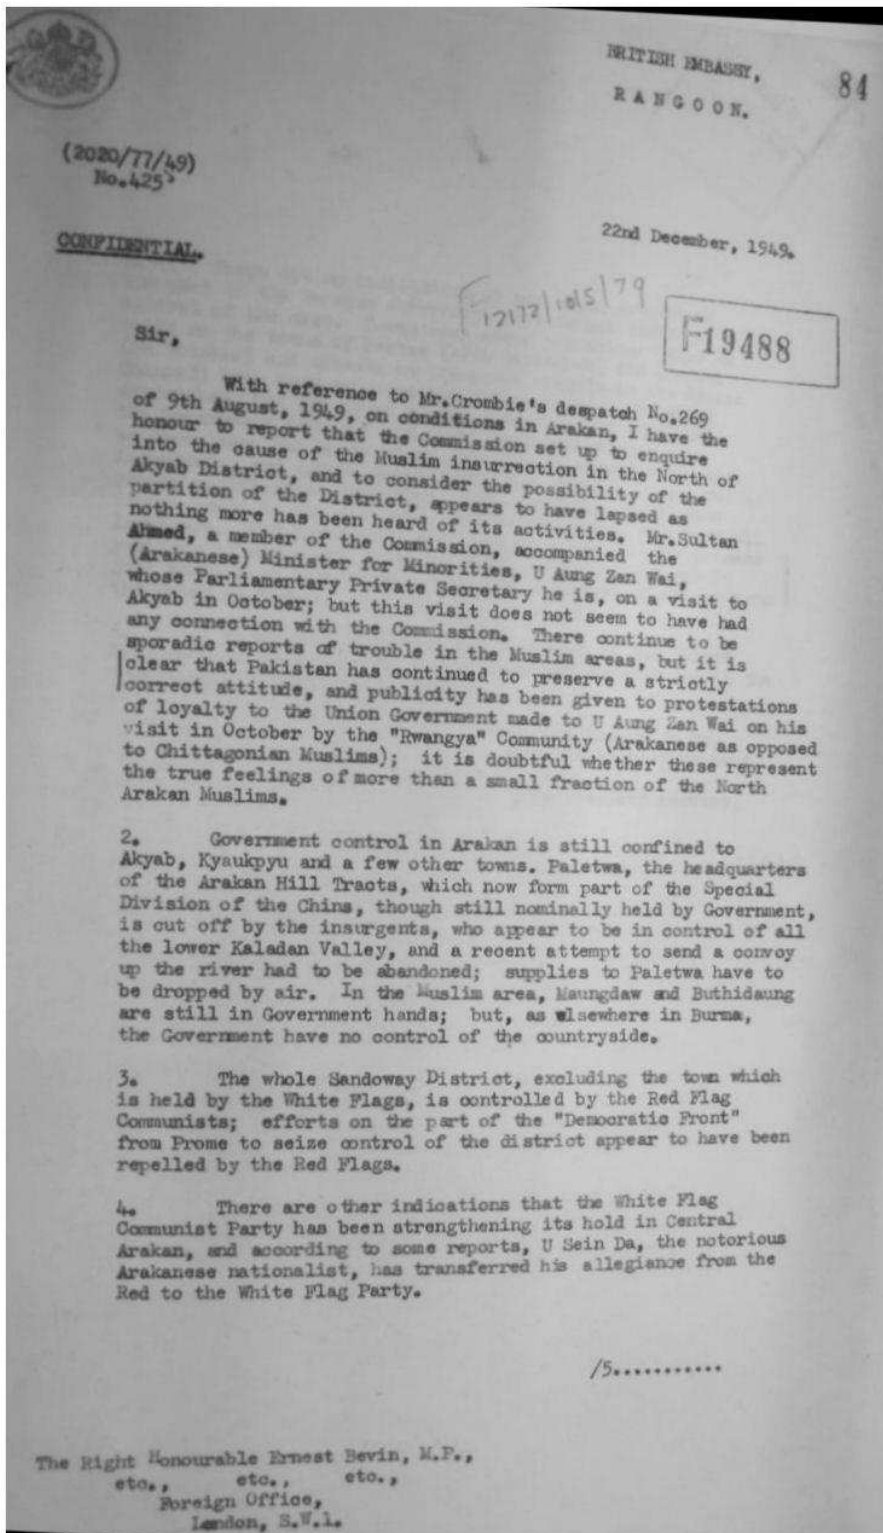 BRITISH EMBASSY,
84
RANGOON.
(2020/77/49)
No.425
CONFIDENTIAL.
22nd December, 1949.
F12172/1015/79
F19488
Sir,
With reference to Mr.Crombie's despatch No.269
of 9th August, 1949, on conditions in Arakan, I have the
honour to report that the Commission set up to enquire
into the cause of the Muslim insurrection in the North of
Akyab District, and to consider the possibility of the
partition of the District, appears to have lapsed as
nothing more has been heard of its activities. Mr.Sultan
Ahmed, a member of the Commission, accompanied the
(Arakanese) Minister for Minorities, U Aung Zan Wai,
whose Parliamentary Private Secretary he is, on a visit to
Akyab in October; but this visit does not seem to have had
any connection with the Commission. There continue to be
sporadic reports of trouble in the Muslim areas, but it is
clear that Pakistan has continued to preserve a strictly
correct attitude, and publicity has been given to protestations
of loyalty to the Union Government made to U Aung Zan Wai on his
visit in October by the "Rwangya" Community (Arakanese as opposed
to Chittagonian Muslims); it is doubtful whether these represent
the true feelings of more than a small fraction of the North
Arakan Muslims.
2. Government control in Arakan is still confined to
Akyab, Kyaukpyu and a few other towns. Paletwa, the headquarters
of the Arakan Hill Tracts, which now form part of the Special
Division of the Chins, though still nominally held by Government,
is cut off by the insurgents, who appear to be in control of all
the lower Kaladan Valley, and a recent attempt to send a convoy
up the river had to be abandoned; supplies to Paletwa have to
be dropped by air. In the Muslim area, Maungdaw and Buthidaung
are still in Government hands; but, as elsewhere in Burma,
the Government have no control of the countryside.
3. The whole Sandoway District, excluding the town which
is held by the White Flags, is controlled by the Red Flag
Communists; efforts on the part of the "Democratic Front"
from Prome to seize control of the district appear to have been
repelled by the Red Flags.
4. There are other indications that the White Flag
Communist Party has been strengthening its hold in Central
Arakan, and according to some reports, U Sein Da, the notorious
Arakanese nationalist, has transferred his allegiance from the
Red to the White Flag Party.
/5...........
The Right Honourable Ernest Bevin, M.P.,
etc., etc., etc.,
Foreign Office,
London, S.W.1.